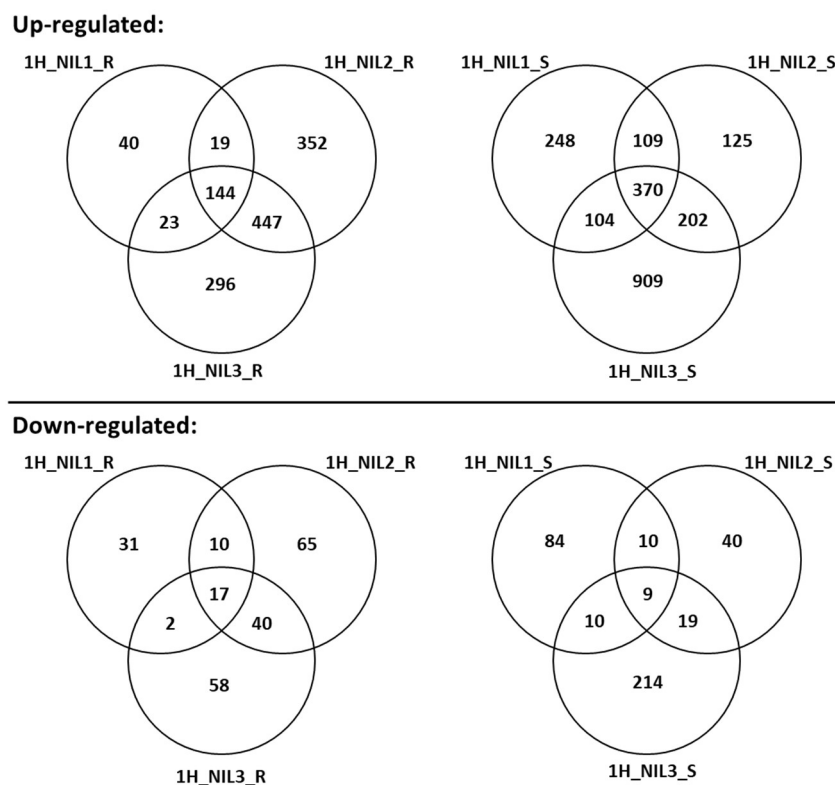 Up-regulated:
1H_NIL1_R 1H_NIL2_R 1H_NIL1_S 1H_NIL2_S
40 19 352 248 109 125
144 370
23 447 104 202
296 909
1H_NIL3_R 1H_NIL3_S
Down-regulated:
1H_NIL1_R 1H_NIL2_R 1H_NIL1_S 1H_NIL2_S
31 10 65 84 10 40
17 9
2 40 10 19
58 214
1H_NIL3_R 1H_NIL3_S